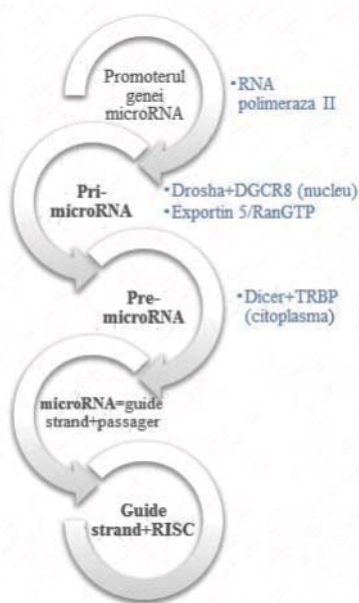 Promoterul
genei
microRNA
•RNA
polimeraza II
Pri-
microRNA
•Drosha+DGCR8 (nucleu)
•Exportin 5/RanGTP
Pre-
microRNA
•Dicer+TRBP
(citoplasma)
microRNA=guide
strand+passager
Guide
strand+RISC